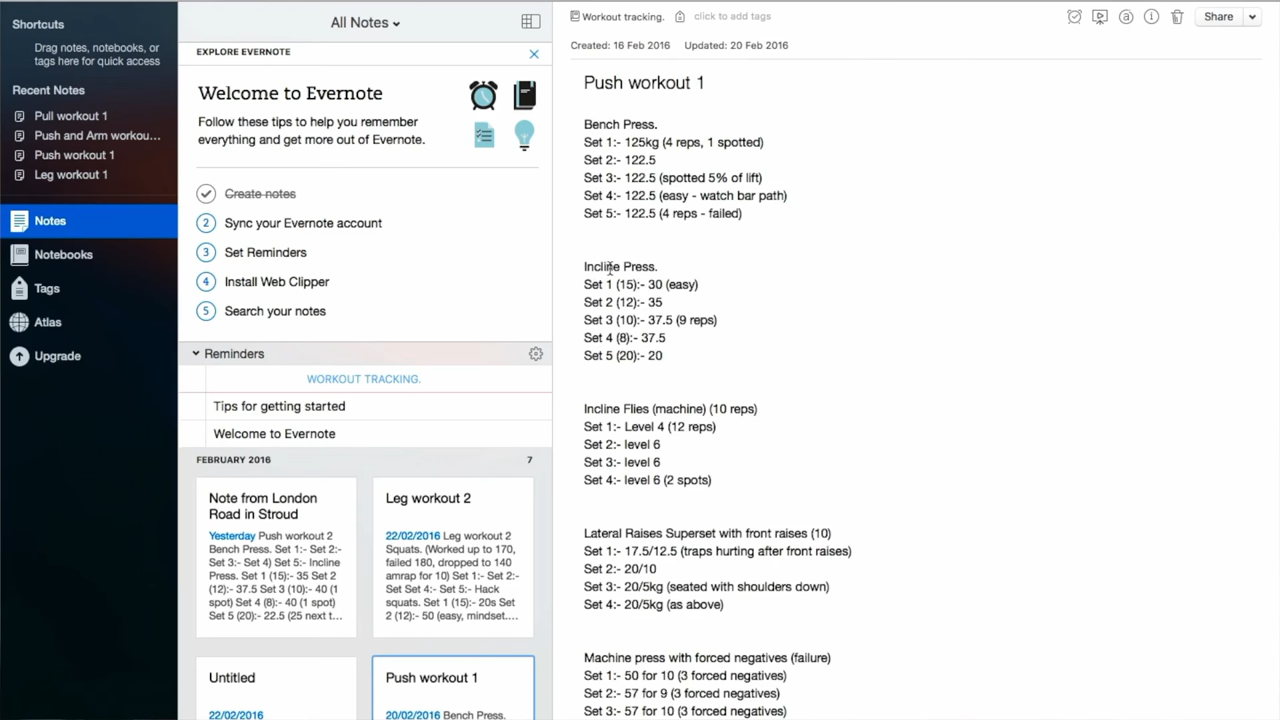 Shortcuts
Drag notes, notebooks, or
tags here for quick access
Recent Notes
Pull workout 1
Push and Arm workou...
Push workout 1
Leg workout 1
Notes
Notebooks
Tags
Atlas
Upgrade
All Notes
EXPLORE EVERNOTE
Welcome to Evernote
Follow these tips to help you remember
everything and get more out of Evernote.
Create notes
2 Sync your Evernote account
3 Set Reminders
4 Install Web Clipper
5 Search your notes
Reminders
WORKOUT TRACKING.
Tips for getting started
Welcome to Evernote
FEBRUARY 2016 7
Note from London
Road in Stroud
Yesterday Push workout 2
Bench Press. Set 1:- Set 2:-
Set 3:- Set 4) Set 5:- Incline
Press. Set 1 (15):- 35 Set 2
(12):- 37.5 Set 3 (10):- 40 (1
spot) Set 4 (8):- 40 (1 spot)
Set 5 (20):- 22.5 (25 next t...
Leg workout 2
22/02/2016 Leg workout 2
Squats. (Worked up to 170,
failed 180, dropped to 140
amrap for 10) Set 1:- Set 2:-
Set Set 4:- Set 5:- Hack
squats. Set 1 (15):- 20s Set
2 (12):- 50 (easy, mindset....
Untitled
22/02/2016
Push workout 1
20/02/2016 Bench Press.
Workout tracking. click to add tags
Share
Created: 16 Feb 2016 Updated: 20 Feb 2016
Push workout 1
Bench Press.
Set 1:- 125kg (4 reps, 1 spotted)
Set 2:- 122.5
Set 3:- 122.5 (spotted 5% of lift)
Set 4:- 122.5 (easy - watch bar path)
Set 5:- 122.5 (4 reps - failed)
Incline Press.
Set 1 (15):- 30 (easy)
Set 2 (12):- 35
Set 3 (10):- 37.5 (9 reps)
Set 4 (8):- 37.5
Set 5 (20):- 20
Incline Flies (machine) (10 reps)
Set 1:- Level 4 (12 reps)
Set 2:- level 6
Set 3:- level 6
Set 4:- level 6 (2 spots)
Lateral Raises Superset with front raises (10)
Set 1:- 17.5/12.5 (traps hurting after front raises)
Set 2:- 20/10
Set 3:- 20/5kg (seated with shoulders down)
Set 4:- 20/5kg (as above)
Machine press with forced negatives (failure)
Set 1:- 50 for 10 (3 forced negatives)
Set 2:- 57 for 9 (3 forced negatives)
Set 3:- 57 for 10 (3 forced negatives)